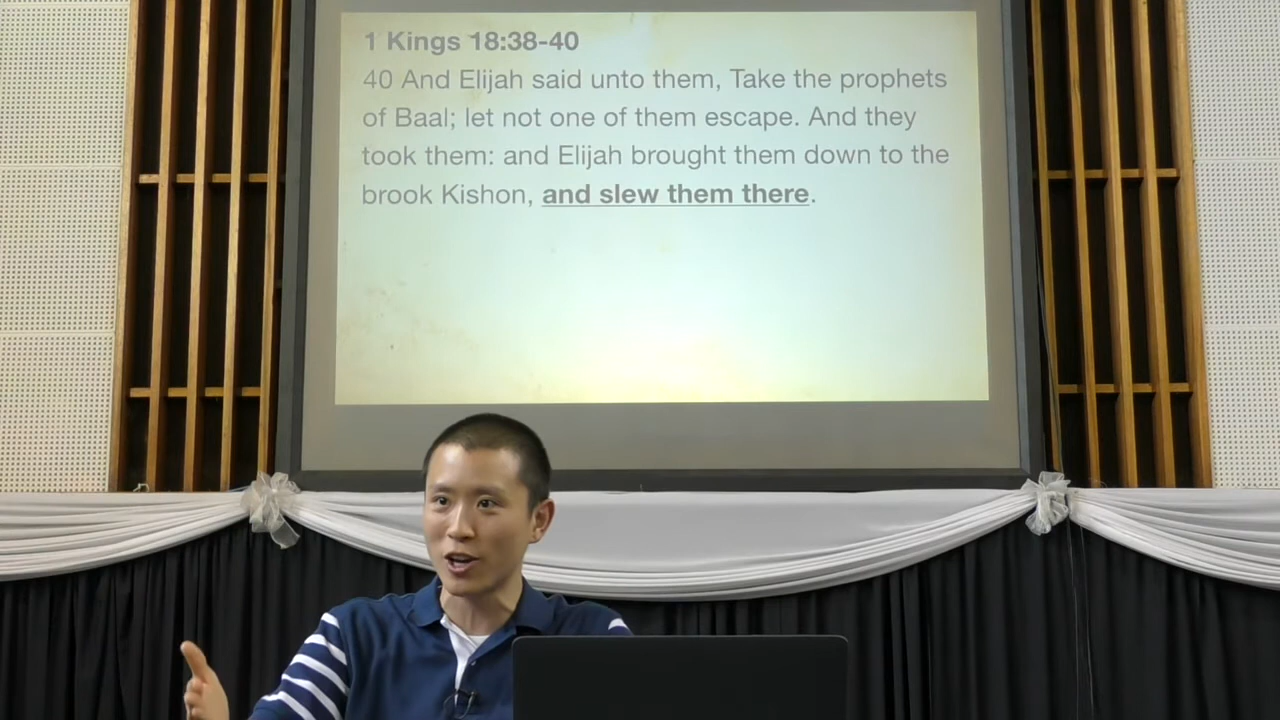 1 Kings 18:38-40
40 And Elijah said unto them, Take the prophets
of Baal; let not one of them escape. And they
took them: and Elijah brought them down to the
brook Kishon, and slew them there.